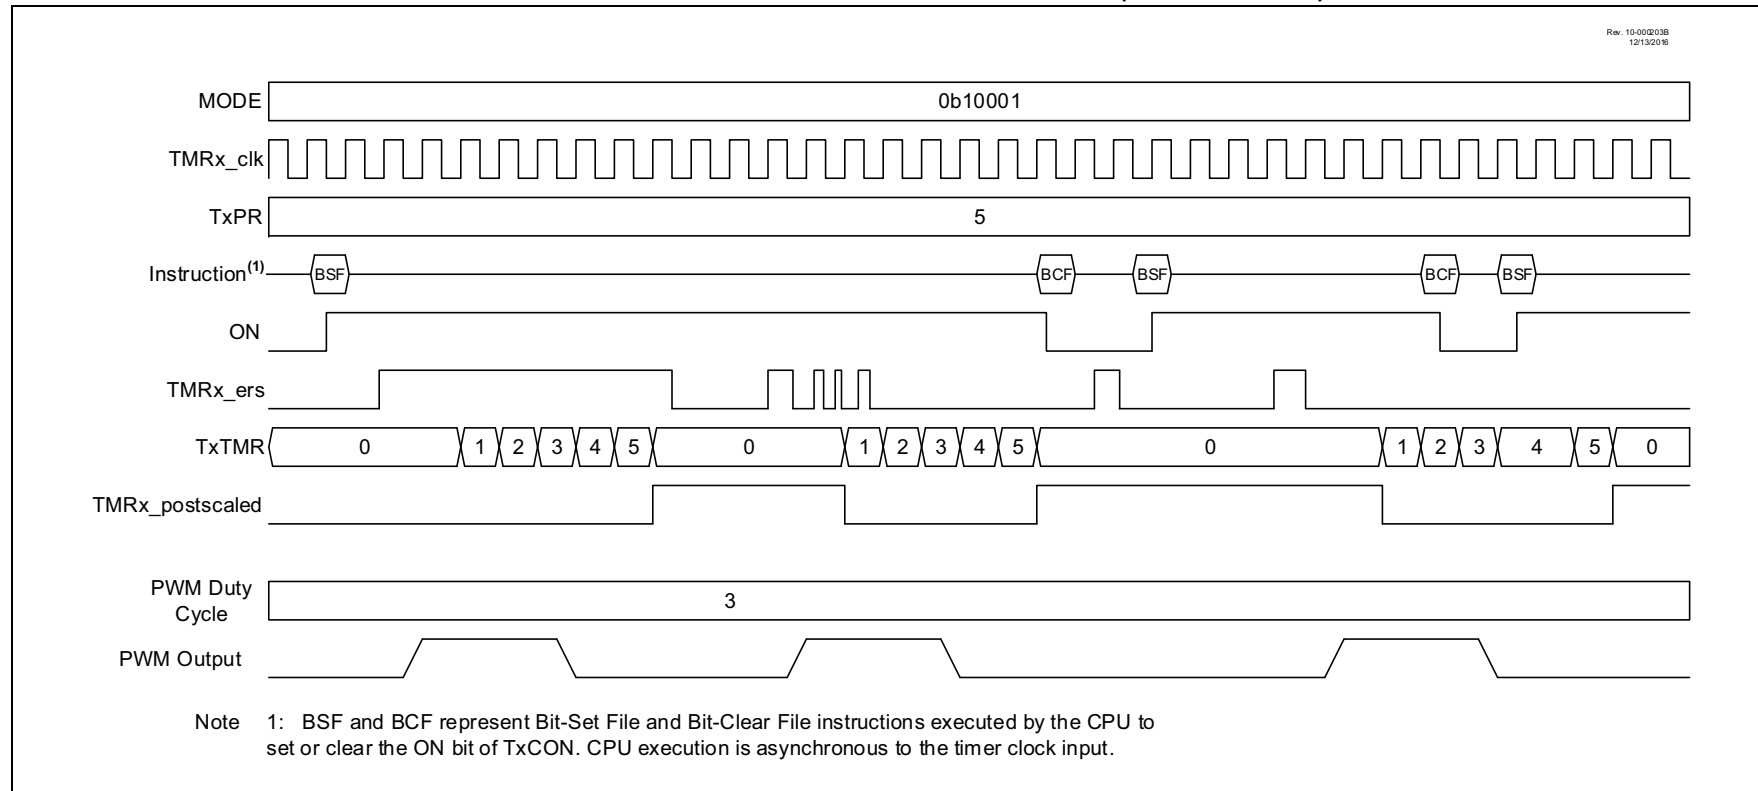 Rev. 10-000203B
12/13/2016
MODE 0b10001
TMRx_clk
TxPR 5
Instruction(1) BSF BCF BSF BCF BSF
ON
TMRx_ers
TxTMR 0 1 2 3 4 5 0 1 2 3 4 5 0 1 2 3 4 5 0
TMRx_postscaled
PWM Duty
Cycle 3
PWM Output
Note 1: BSF and BCF represent Bit-Set File and Bit-Clear File instructions executed by the CPU to
set or clear the ON bit of TxCON. CPU execution is asynchronous to the timer clock input.